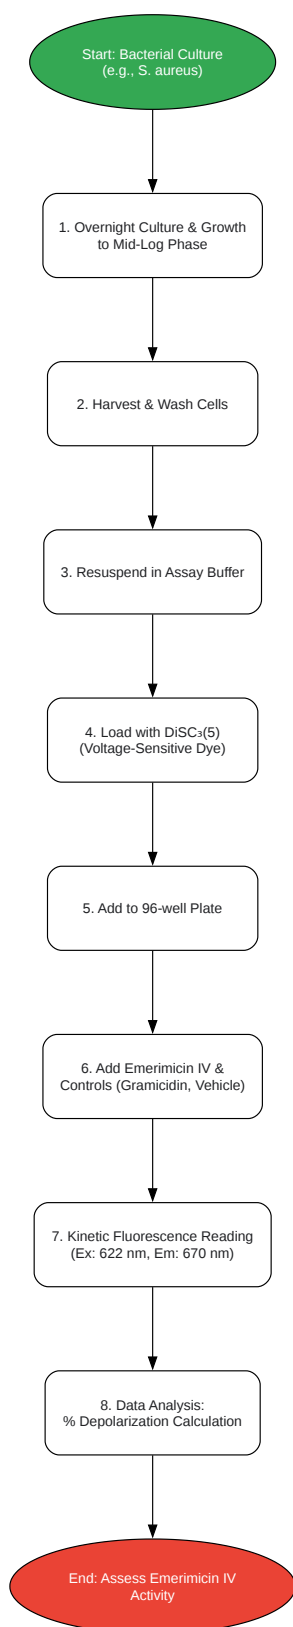 Start: Bacterial Culture
(e.g., S. aureus)
1. Overnight Culture & Growth
to Mid-Log Phase
2. Harvest & Wash Cells
3. Resuspend in Assay Buffer
4. Load with DiSC₃(5)
(Voltage-Sensitive Dye)
5. Add to 96-well Plate
6. Add Emerimicin IV &
Controls (Gramicidin, Vehicle)
7. Kinetic Fluorescence Reading
(Ex: 622 nm, Em: 670 nm)
8. Data Analysis:
% Depolarization Calculation
End: Assess Emerimicin IV
Activity